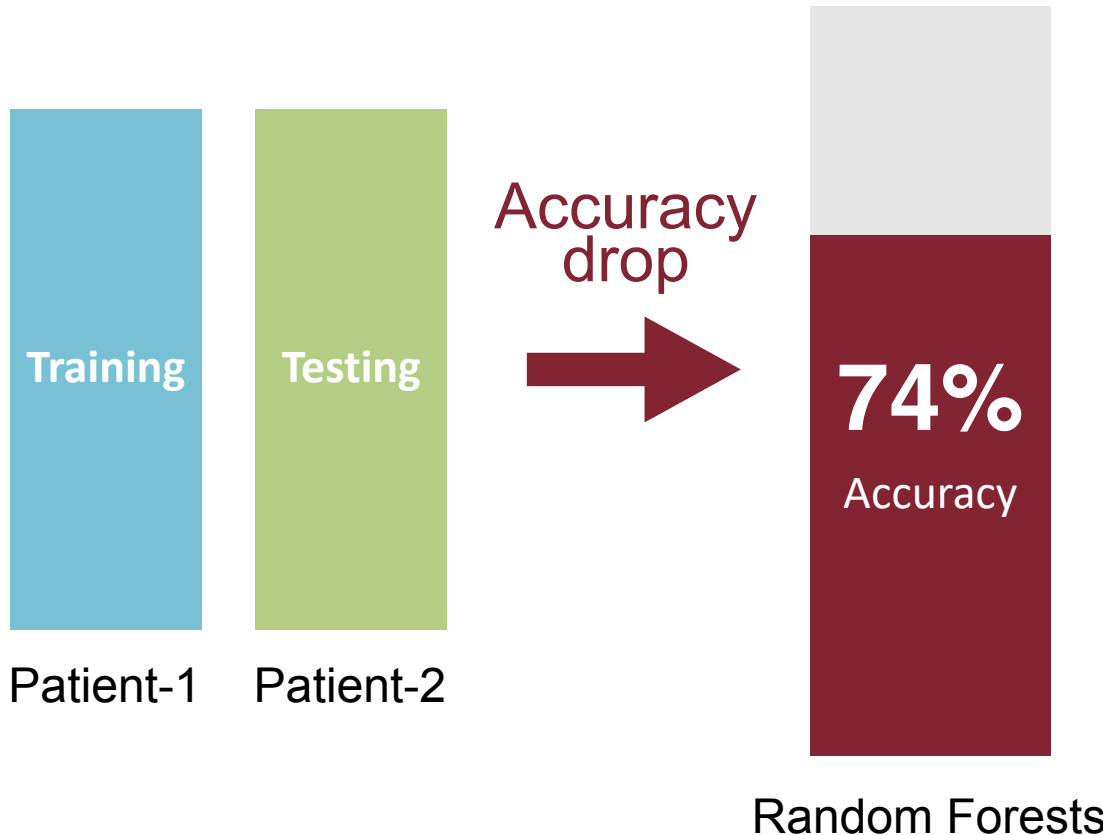 Training
Testing
Accuracy
drop
74%
Accuracy
Patient-1
Patient-2
Random Forests